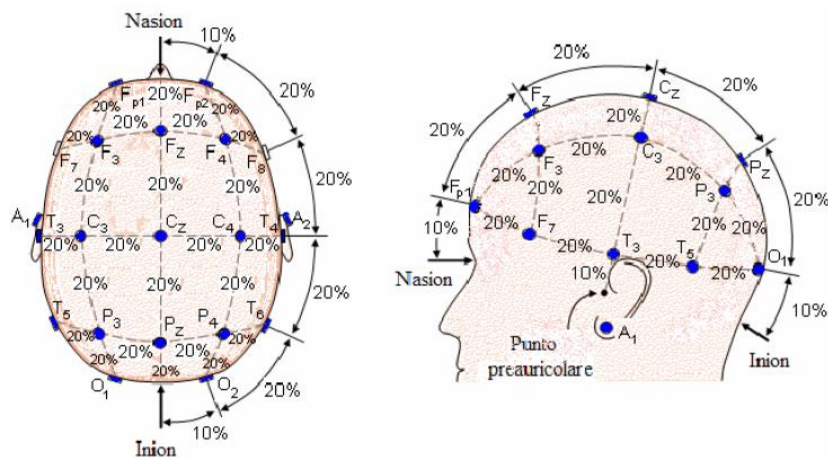 Nasion
10%
20%
Fp1 20% Fp2
20% 20%
20% 20% 20% 20%
F7 F3 FZ F4 F8
20% 20% 20% 20%
A1 T3 C3 CZ C4 T4 A2
20% 20% 20% 20%
20% 20% 20% 20%
T5 P3 PZ P4 T6
20% 20% 20% 20%
20% 20% 20%
O1 O2 20%
10%
Inion
20% 20%
FZ CZ
20% 20%
20% C3 20%
F3 20% PZ
Fp1 20% P3 20%
10% 20% F7 20% 20%
20% T3 T5 O1
Nasion 20% 20%
10% 10%
A1
Punto
preauricolare
Inion